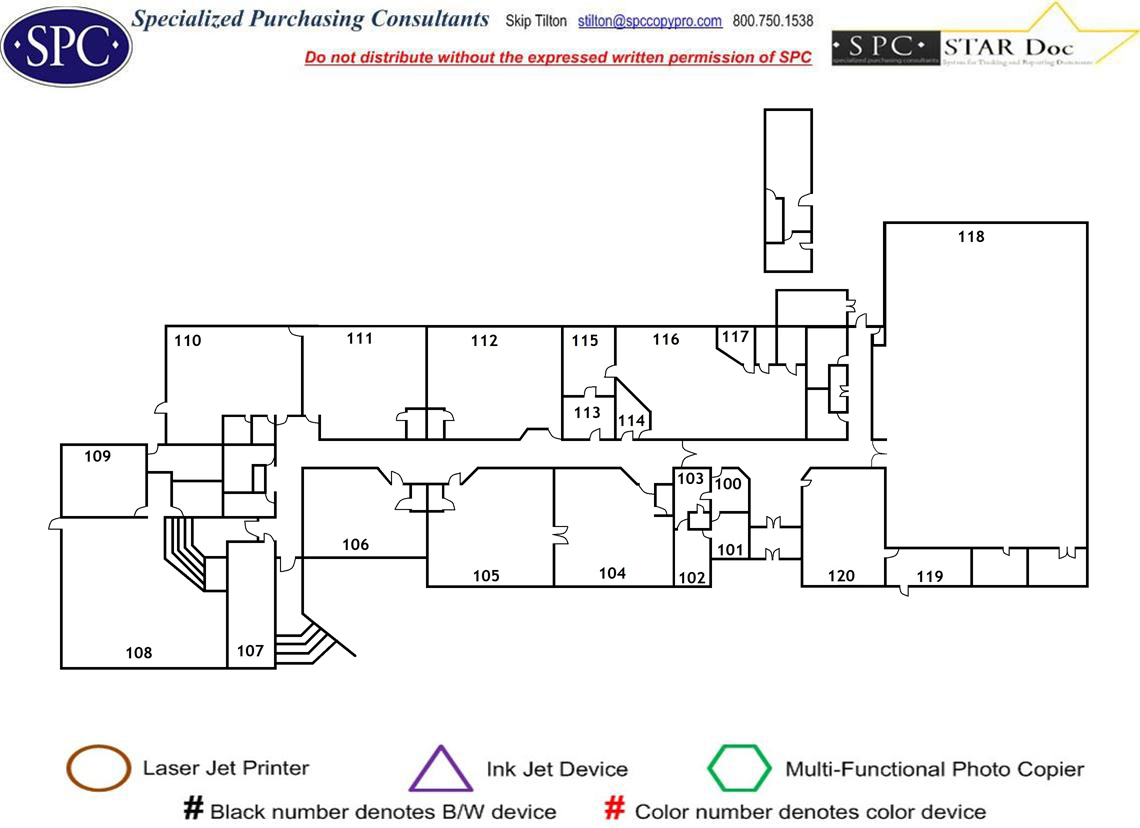 Specialized Purchasing Consultants Skip Tilton stilton@spccopypro.com 800.750.1538
·SPC·
Do not distribute without the expressed written permission of SPC
·SPC· STAR Doc
specialized purchasing consultants System for Tracking and Reporting Documents
118
110 111 112 115 116 117
113 114
109 103 100
106 105 104 102 101 120 119
108 107
Laser Jet Printer Ink Jet Device Multi-Functional Photo Copier
# Black number denotes B/W device # Color number denotes color device